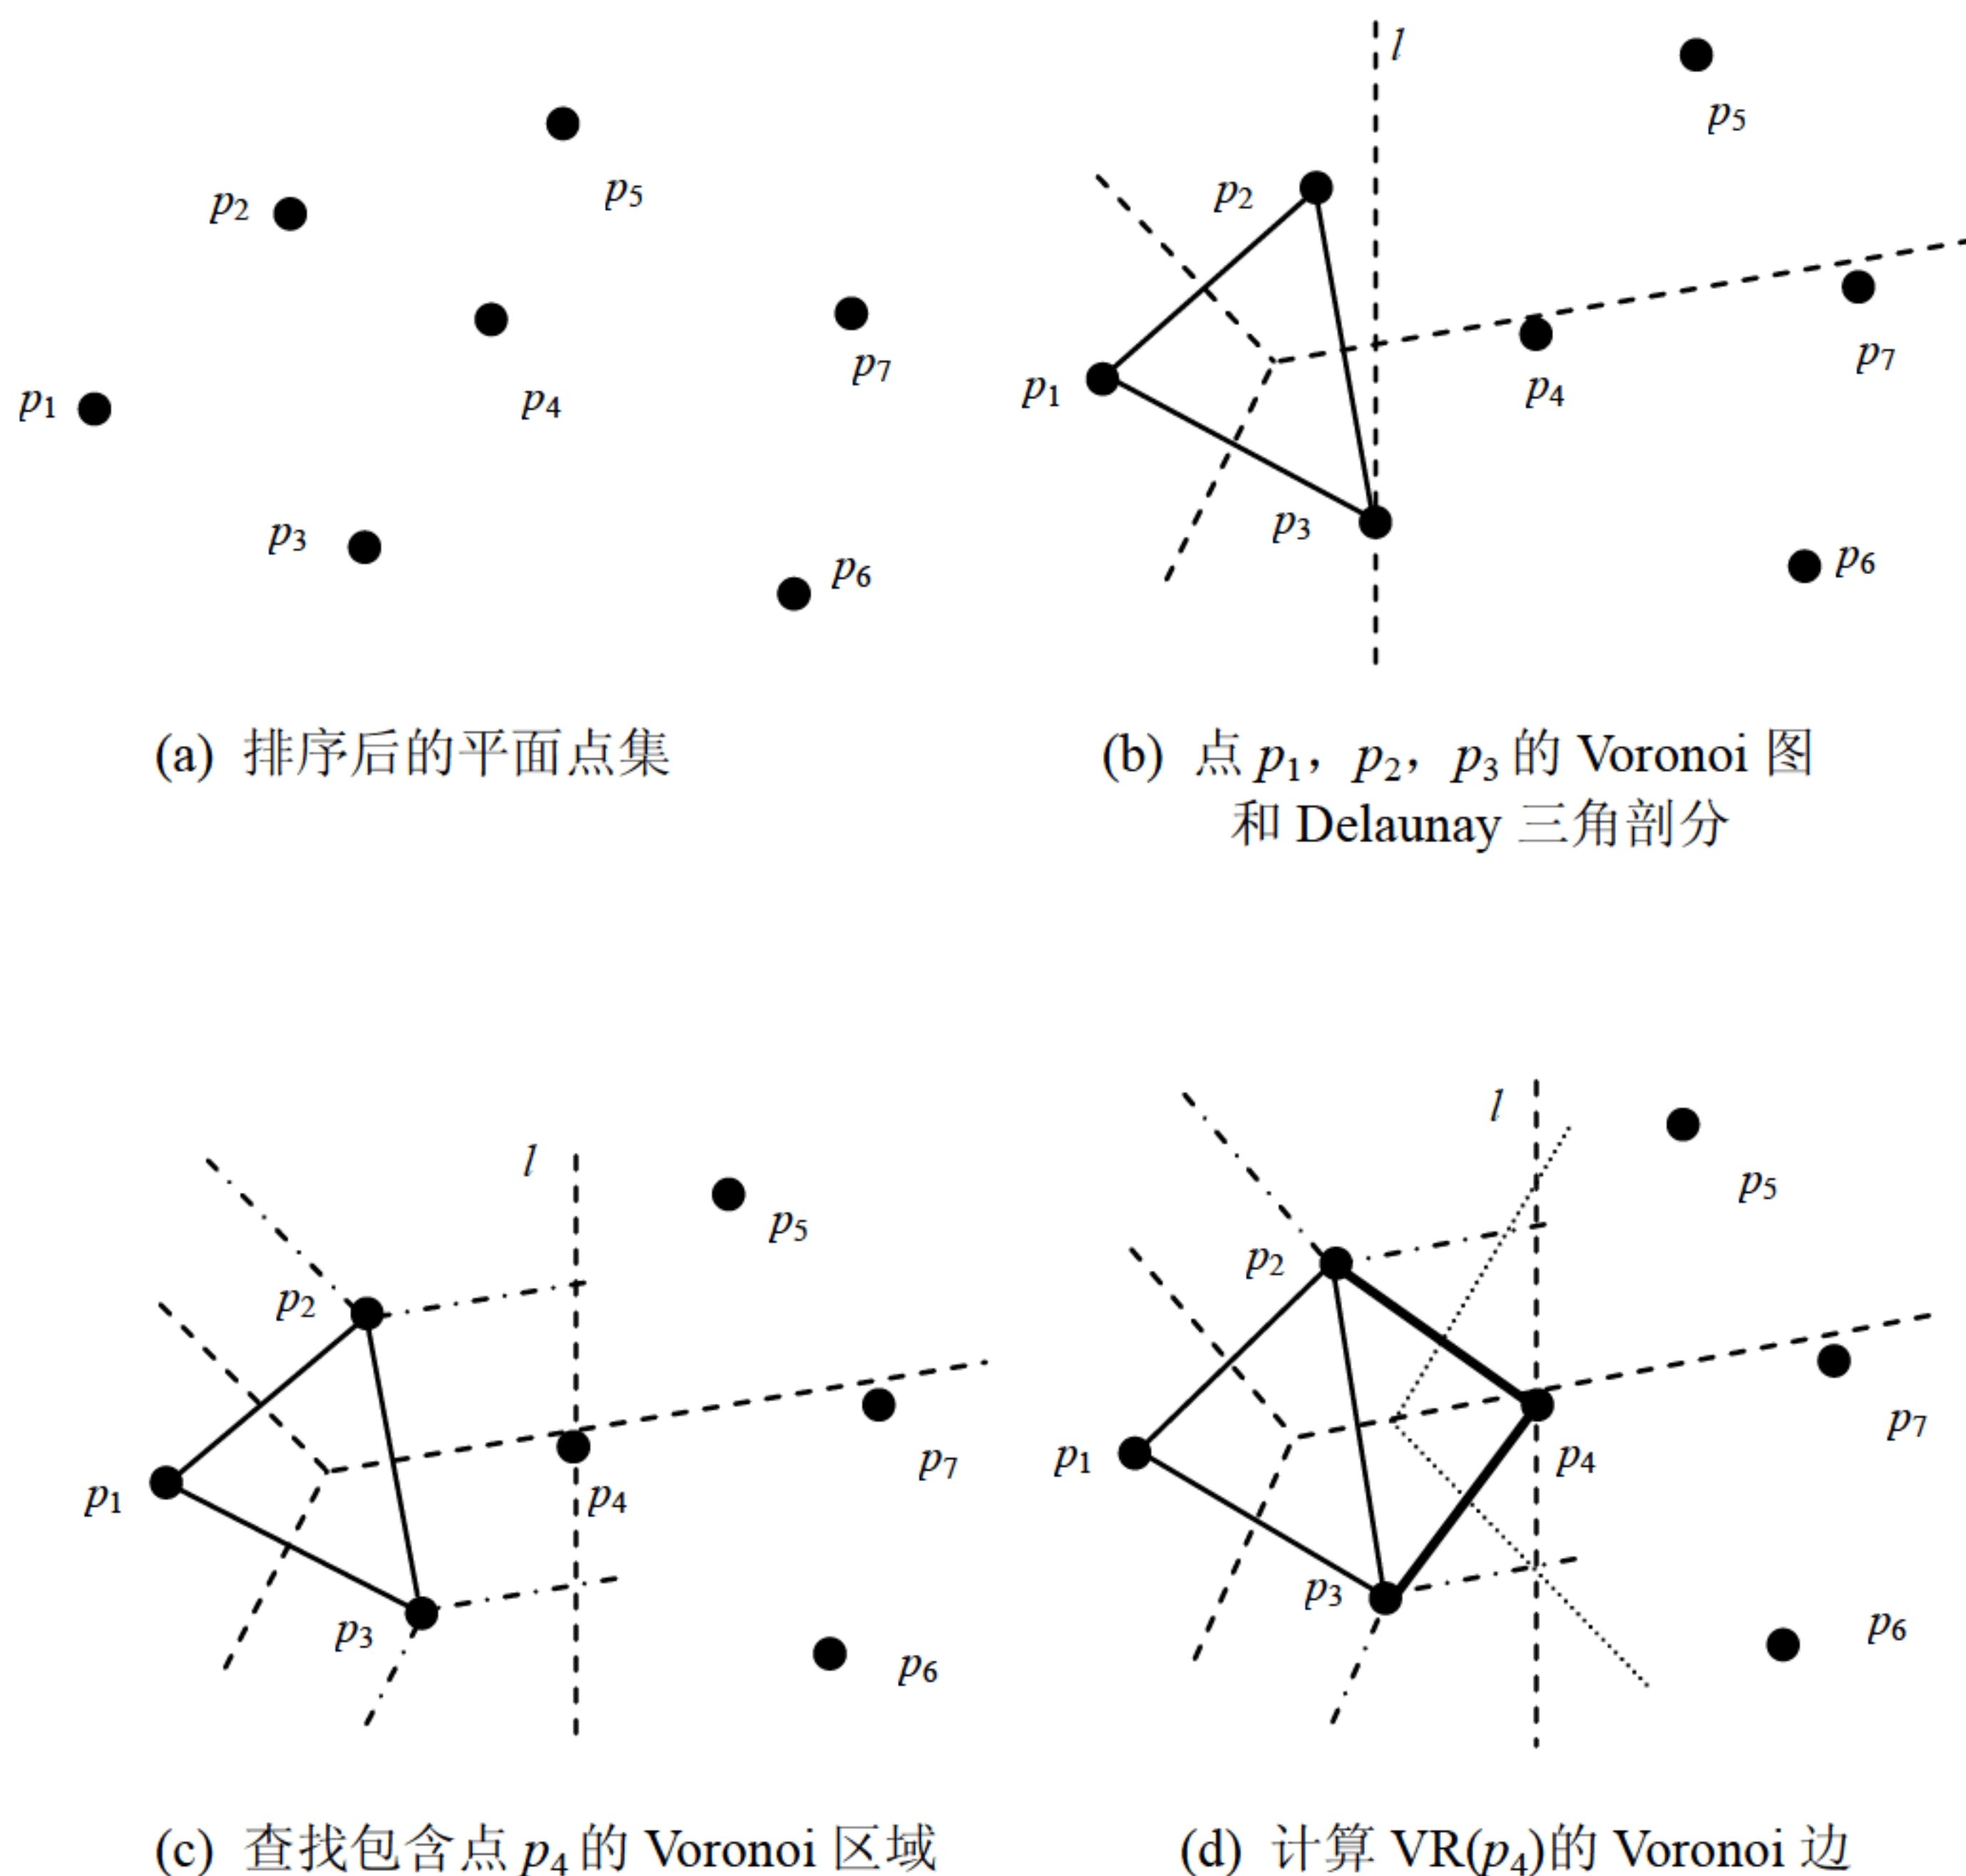 p5
p2
p7
p1
p4
p3
p6
(a) 排序后的平面点集
l
p5
p2
p1
p4
p7
p3
p6
(b) 点 p1，p2，p3 的 Voronoi 图
和 Delaunay 三角剖分
l
p5
p2
p7
p1
p4
p3
p6
(c) 查找包含点 p4 的 Voronoi 区域
l
p5
p2
p7
p1
p4
p3
p6
(d) 计算 VR(p4)的 Voronoi 边